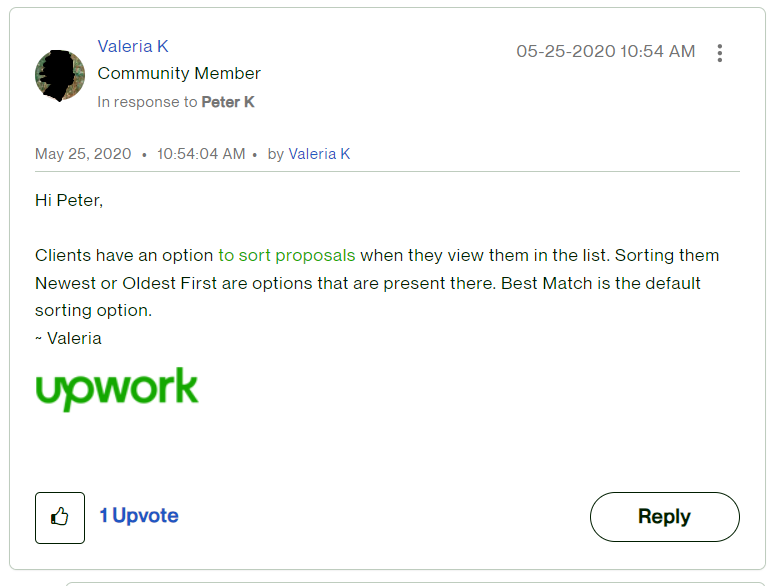 Valeria K
05-25-2020 10:54 AM
Community Member
In response to Peter K
May 25, 2020 • 10:54:04 AM • by Valeria K
Hi Peter,
Clients have an option to sort proposals when they view them in the list. Sorting them
Newest or Oldest First are options that are present there. Best Match is the default
sorting option.
~ Valeria
upwork
1 Upvote
Reply